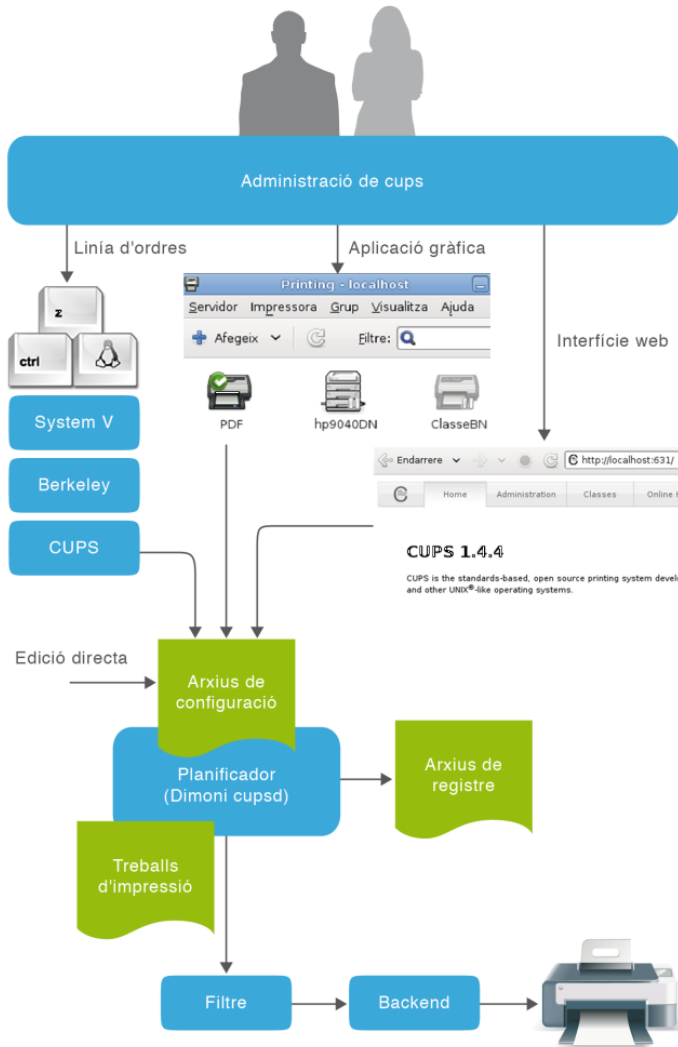 Administració de cups
Linía d'ordres
Aplicació gràfica
Interfície web
z
ctrl
Printing - localhost
Servidor Impressora Grup Visualitza Ajuda
Afegeix
Filtre:
PDF
hp9040DN
ClasseBN
System V
Berkeley
CUPS
Endarrere
http://localhost:631/
Home
Administration
Classes
Online
CUPS 1.4.4
CUPS is the standards-based, open source printing system devel
and other UNIX®-like operating systems.
Edició directa
Arxius de
configuració
Planificador
(Dimoni cupsd)
Arxius de
registre
Treballs
d'impressió
Filtre
Backend